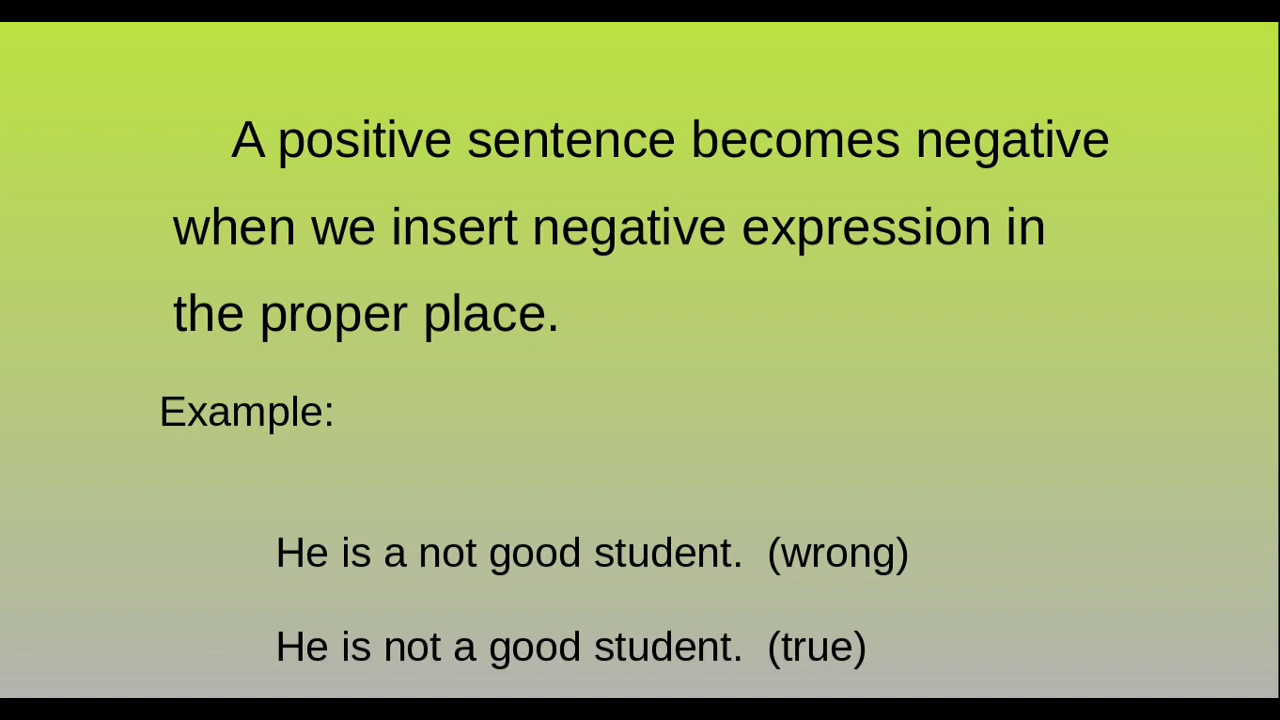 A positive sentence becomes negative
when we insert negative expression in
the proper place.
Example:
He is a not good student. (wrong)
He is not a good student. (true)